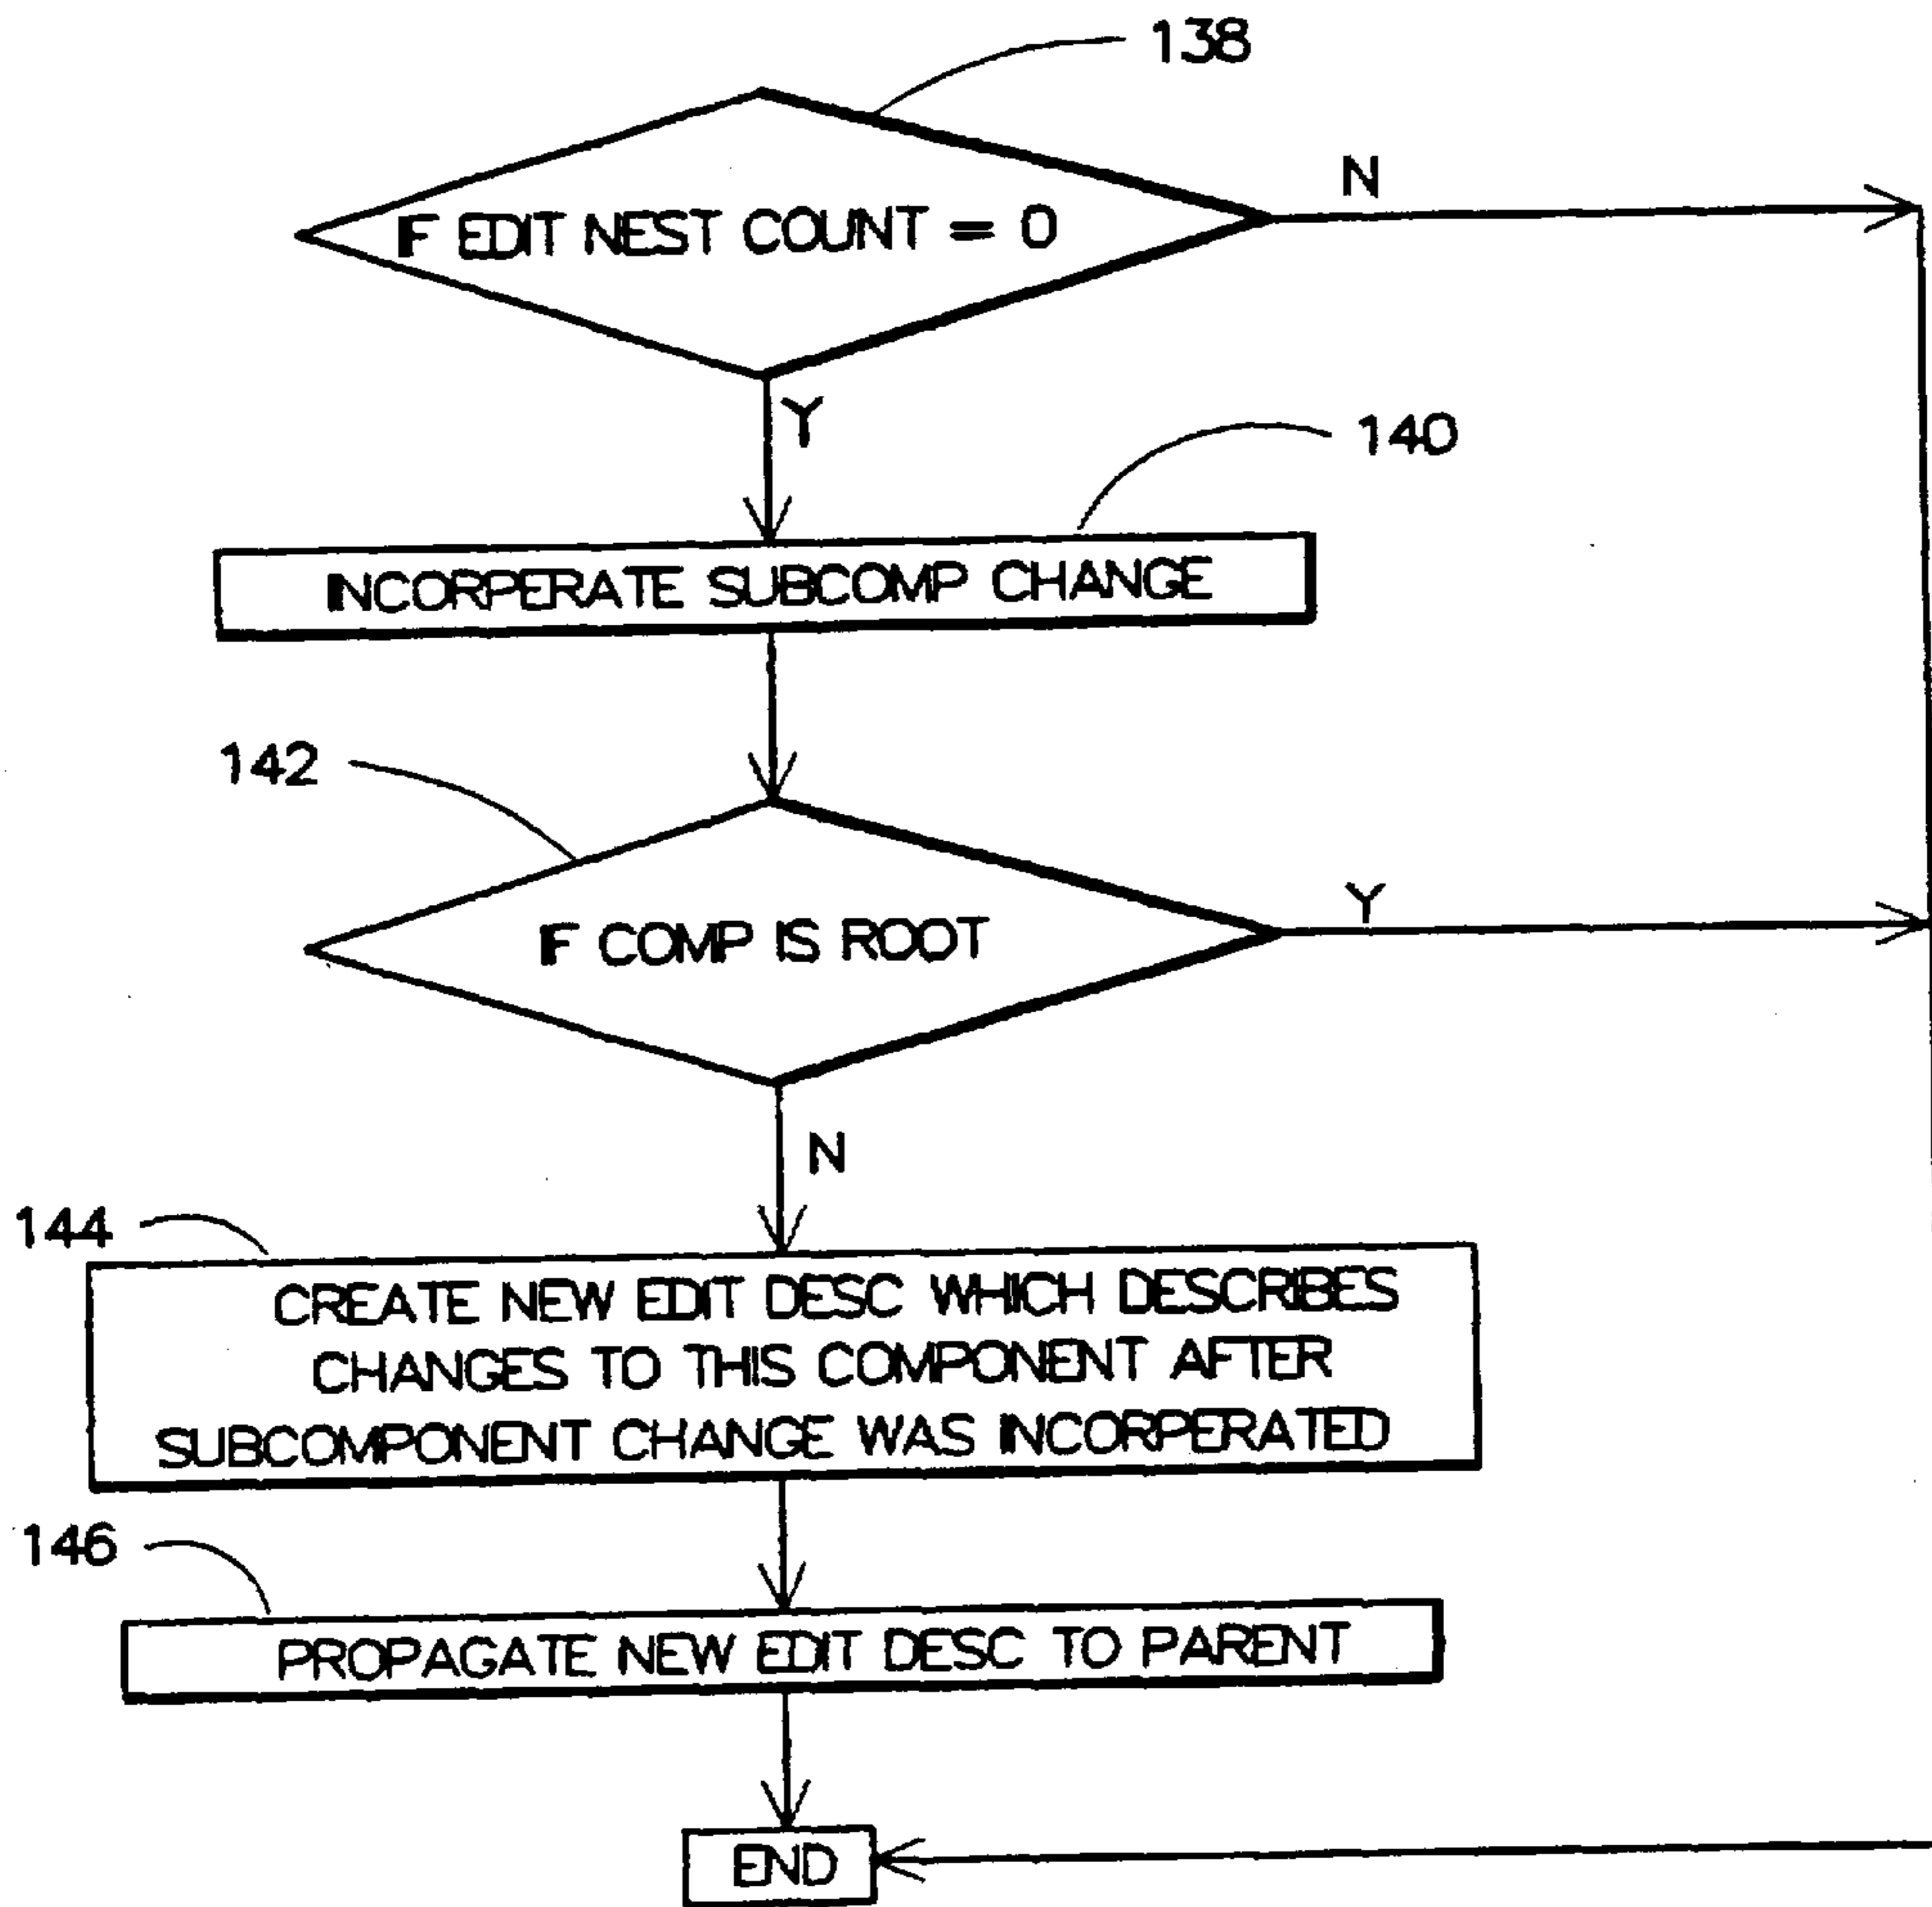 138
IF EDIT NEST COUNT = 0
N
Y
140
INCORPERATE SUBCOMP CHANGE
142
IF COMP IS ROOT
Y
N
144
CREATE NEW EDIT DESC WHICH DESCRIBES
CHANGES TO THIS COMPONENT AFTER
SUBCOMPONENT CHANGE WAS INCORPERATED
146
PROPAGATE NEW EDIT DESC TO PARENT
END